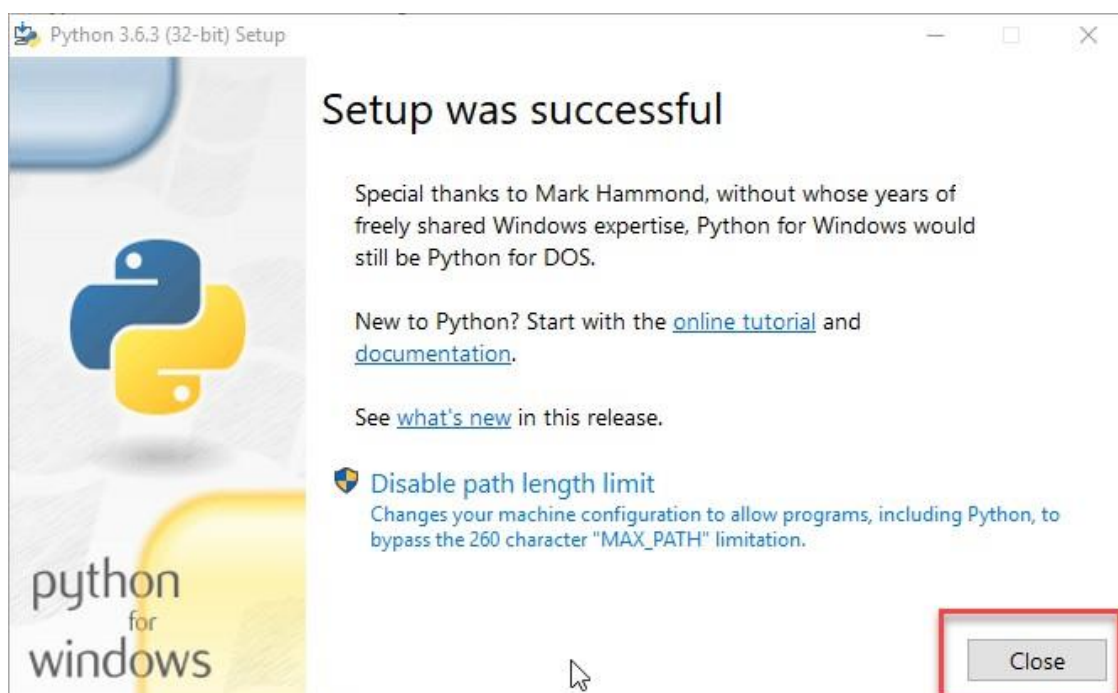 Python 3.6.3 (32-bit) Setup
Setup was successful
Special thanks to Mark Hammond, without whose years of
freely shared Windows expertise, Python for Windows would
still be Python for DOS.
New to Python? Start with the online tutorial and
documentation.
See what's new in this release.
Disable path length limit
Changes your machine configuration to allow programs, including Python, to
bypass the 260 character "MAX_PATH" limitation.
python
for
windows
Close